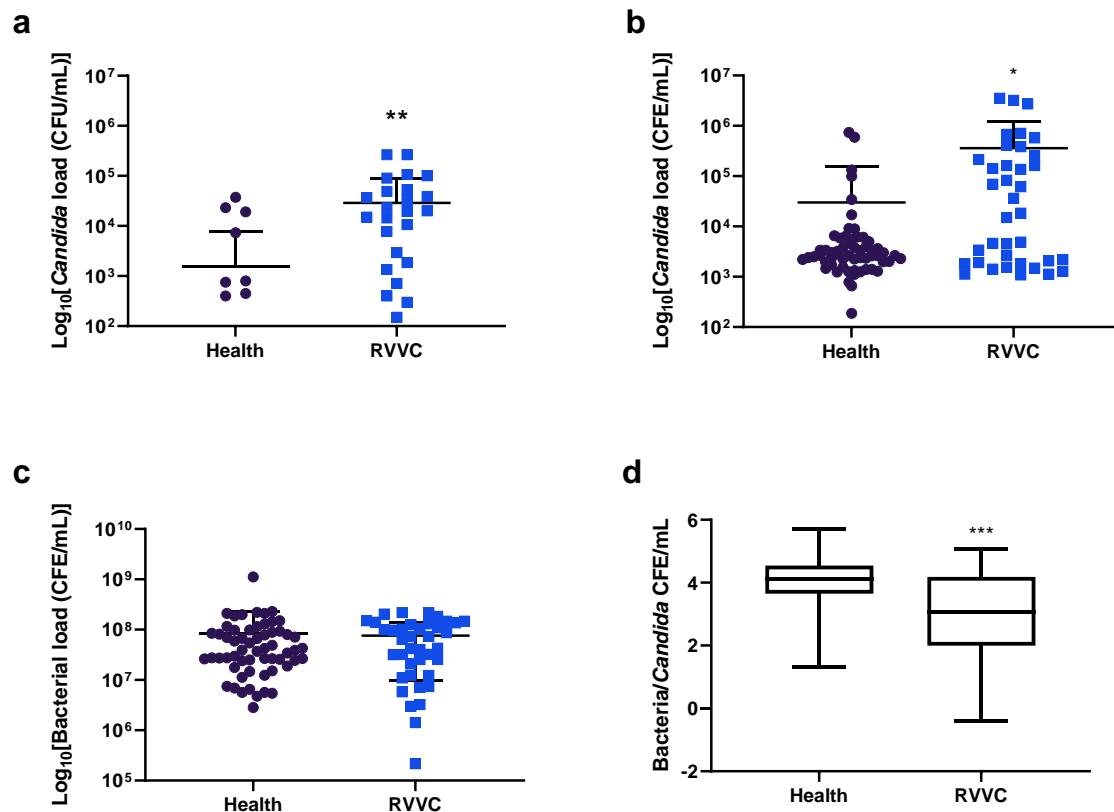 a
Log₁₀[Candida load (CFU/mL)]
10⁷
10⁶
10⁵
10⁴
10³
10²
**
Health
RVVC
b
Log₁₀[Candida load (CFE/mL)]
10⁷
10⁶
10⁵
10⁴
10³
10²
*
Health
RVVC
c
Log₁₀[Bacterial load (CFE/mL)]
10¹⁰
10⁹
10⁸
10⁷
10⁶
10⁵
Health
RVVC
d
Bacteria/Candida CFE/mL
6
4
2
0
-2
***
Health
RVVC